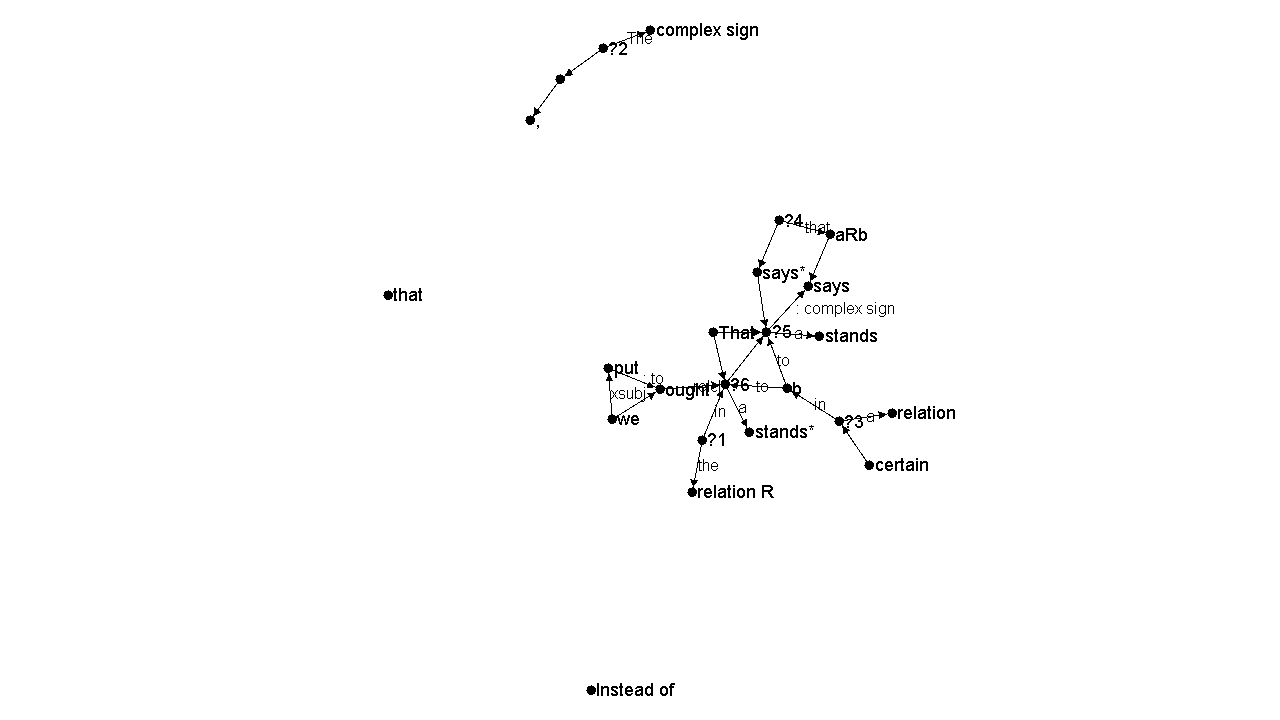 complex sign
The
?2
,
?4
that
aRb
says*
says
that
: complex sign
That
?5
a
stands
to
put
: to
ought
?6
to
b
xsubj
in
a
we
in
?3
a
relation
stands*
?1
the
certain
relation R
Instead of